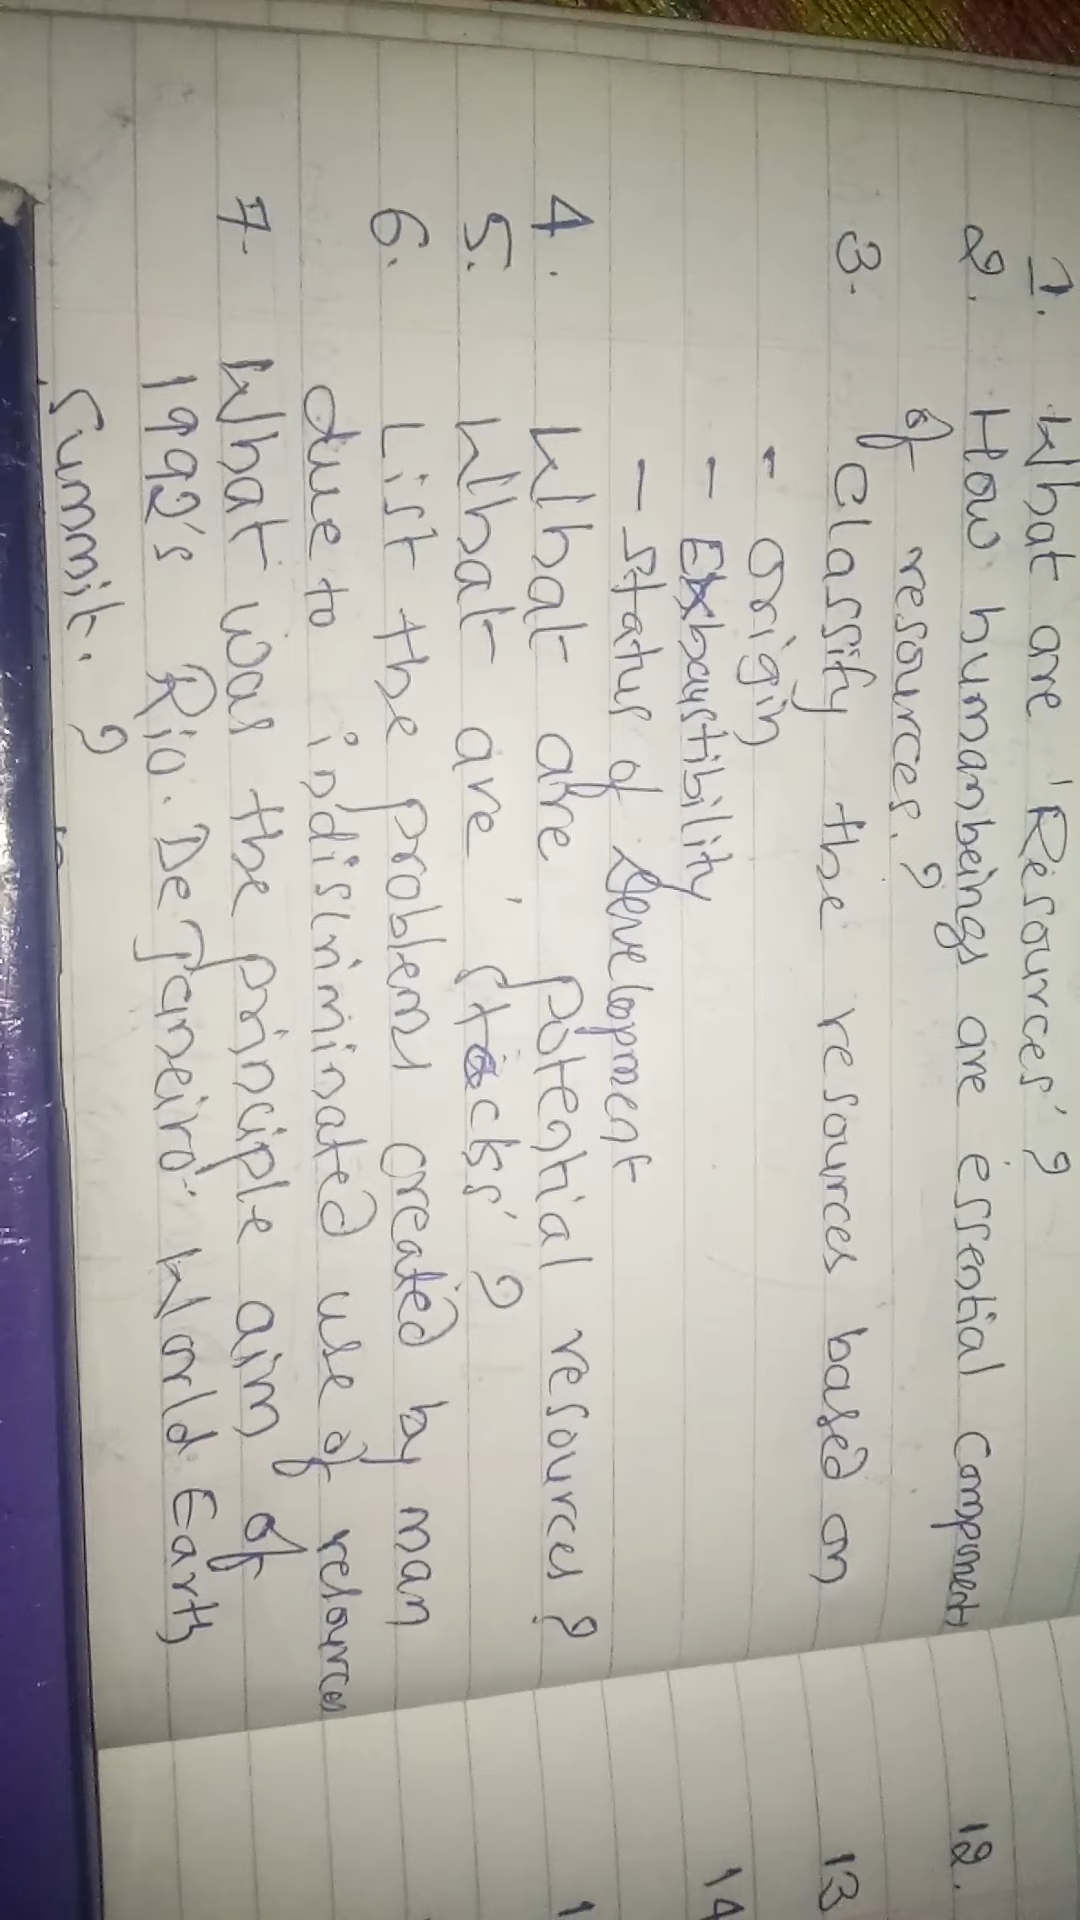 1. What are 'Resources'?
2. How humanbeings are essential components
of resources.?
3. Classify the resources based on
- Origin
- Exhaustibility
- Status of Development
4. What are Potential resources?
5. What are 'Stocks'?
6. List the problems created by man
due to indiscriminated use of resources
7. What was the principle aim of
1992's Rio. De Janeiro. World Earth
Summit. ?
12.
13
14
1